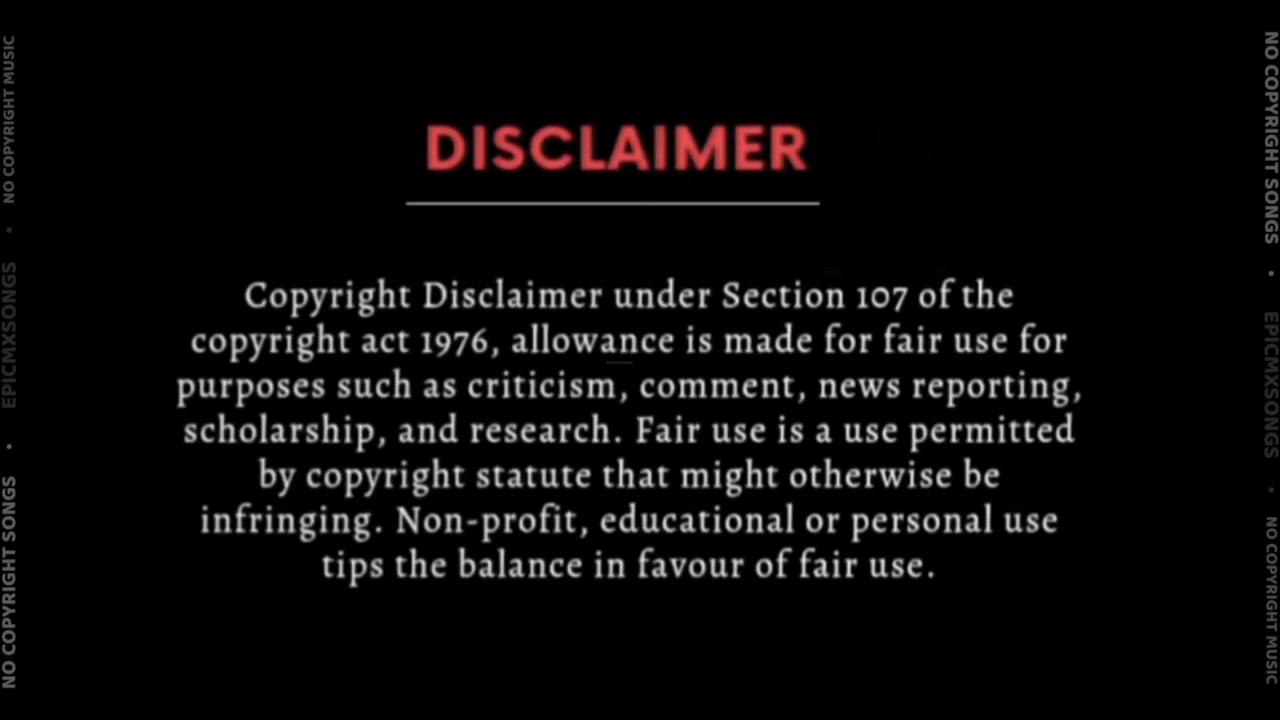 DISCLAIMER
Copyright Disclaimer under Section 107 of the
copyright act 1976, allowance is made for fair use for
purposes such as criticism, comment, news reporting,
scholarship, and research. Fair use is a use permitted
by copyright statute that might otherwise be
infringing. Non-profit, educational or personal use
tips the balance in favour of fair use.
NO COPYRIGHT SONGS • EPICMXSONGS • NO COPYRIGHT MUSIC
NO COPYRIGHT SONGS • EPICMXSONGS • NO COPYRIGHT MUSIC